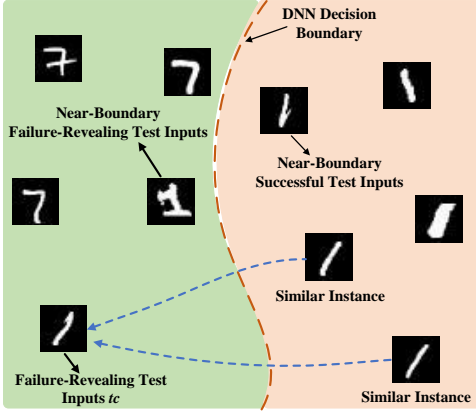 DNN Decision
Boundary
Near-Boundary
Failure-Revealing Test Inputs
Near-Boundary
Successful Test Inputs
Similar Instance
Failure-Revealing Test
Inputs tc
Similar Instance